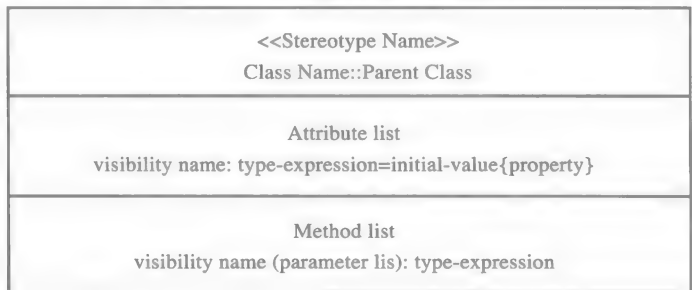 <<Stereotype Name>>
Class Name::Parent Class
Attribute list
visibility name: type-expression=initial-value{property}
Method list
visibility name (parameter lis): type-expression